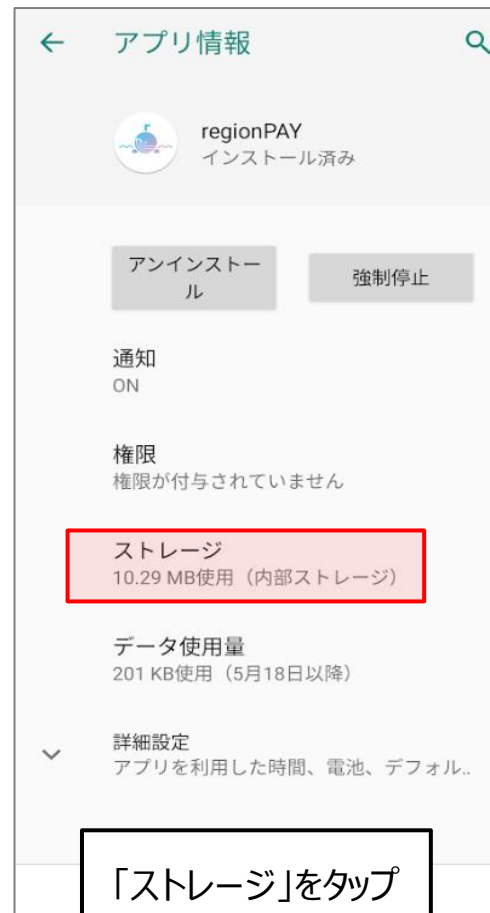 アプリ情報
regionPAY
インストール済み
アンインストー
ル
強制停止
通知
ON
権限
権限が付与されていません
ストレージ
10.29 MB使用（内部ストレージ）
データ使用量
201 KB使用（5月18日以降）
詳細設定
アプリを利用した時間、電池、デフォル..
「ストレージ」をタップ